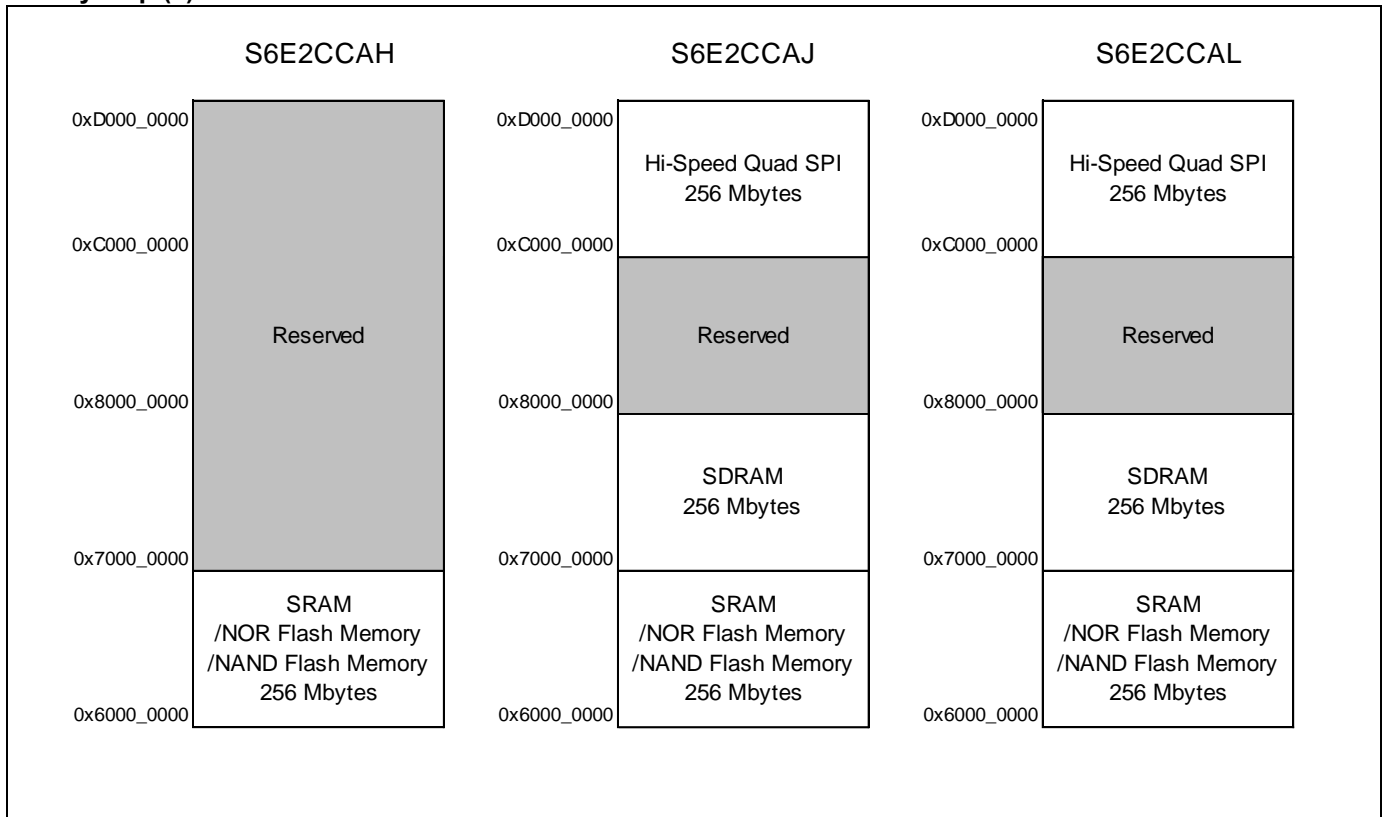 S6E2CCAH
0xD000_0000
0xC000_0000
Reserved
0x8000_0000
0x7000_0000
SRAM
/NOR Flash Memory
/NAND Flash Memory
256 Mbytes
0x6000_0000
S6E2CCAJ
0xD000_0000
Hi-Speed Quad SPI
256 Mbytes
0xC000_0000
Reserved
0x8000_0000
SDRAM
256 Mbytes
0x7000_0000
SRAM
/NOR Flash Memory
/NAND Flash Memory
256 Mbytes
0x6000_0000
S6E2CCAL
0xD000_0000
Hi-Speed Quad SPI
256 Mbytes
0xC000_0000
Reserved
0x8000_0000
SDRAM
256 Mbytes
0x7000_0000
SRAM
/NOR Flash Memory
/NAND Flash Memory
256 Mbytes
0x6000_0000